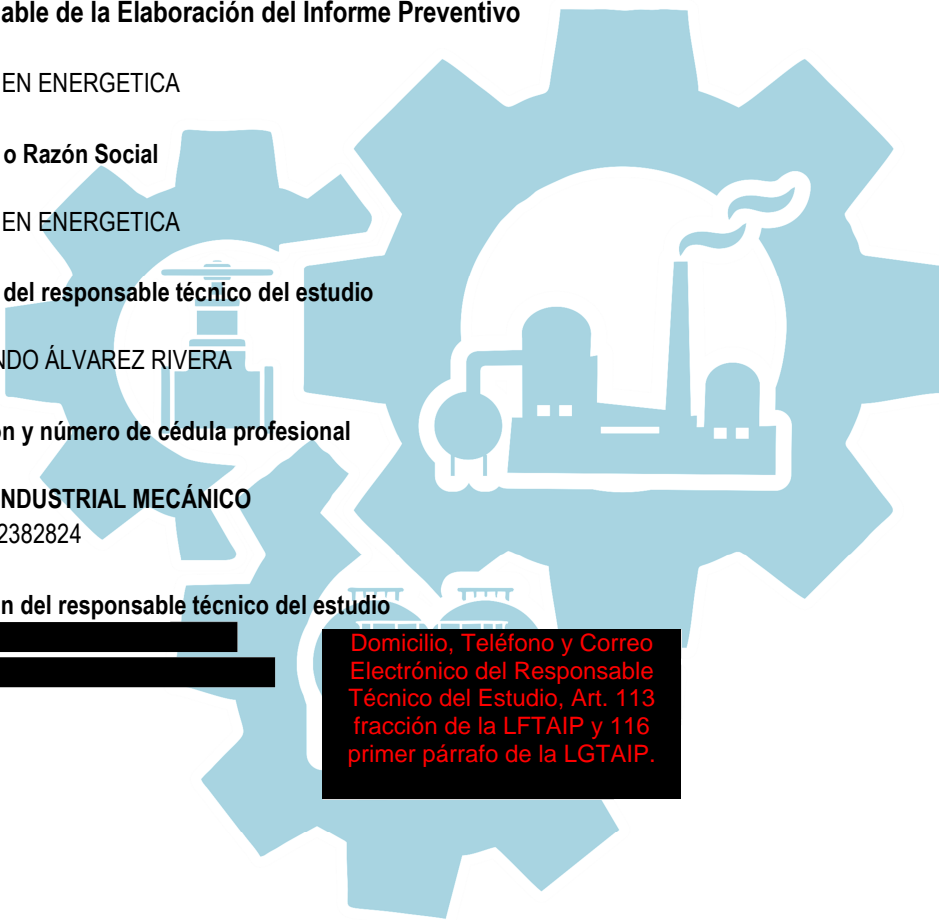 able de la Elaboración del Informe Preventivo
EN ENERGETICA
o Razón Social
EN ENERGETICA
del responsable técnico del estudio
NDO ÁLVAREZ RIVERA
ón y número de cédula profesional
INDUSTRIAL MECÁNICO
2382824
n del responsable técnico del estudio
Domicilio, Teléfono y Correo
Electrónico del Responsable
Técnico del Estudio, Art. 113
fracción de la LFTAIP y 116
primer párrafo de la LGTAIP.